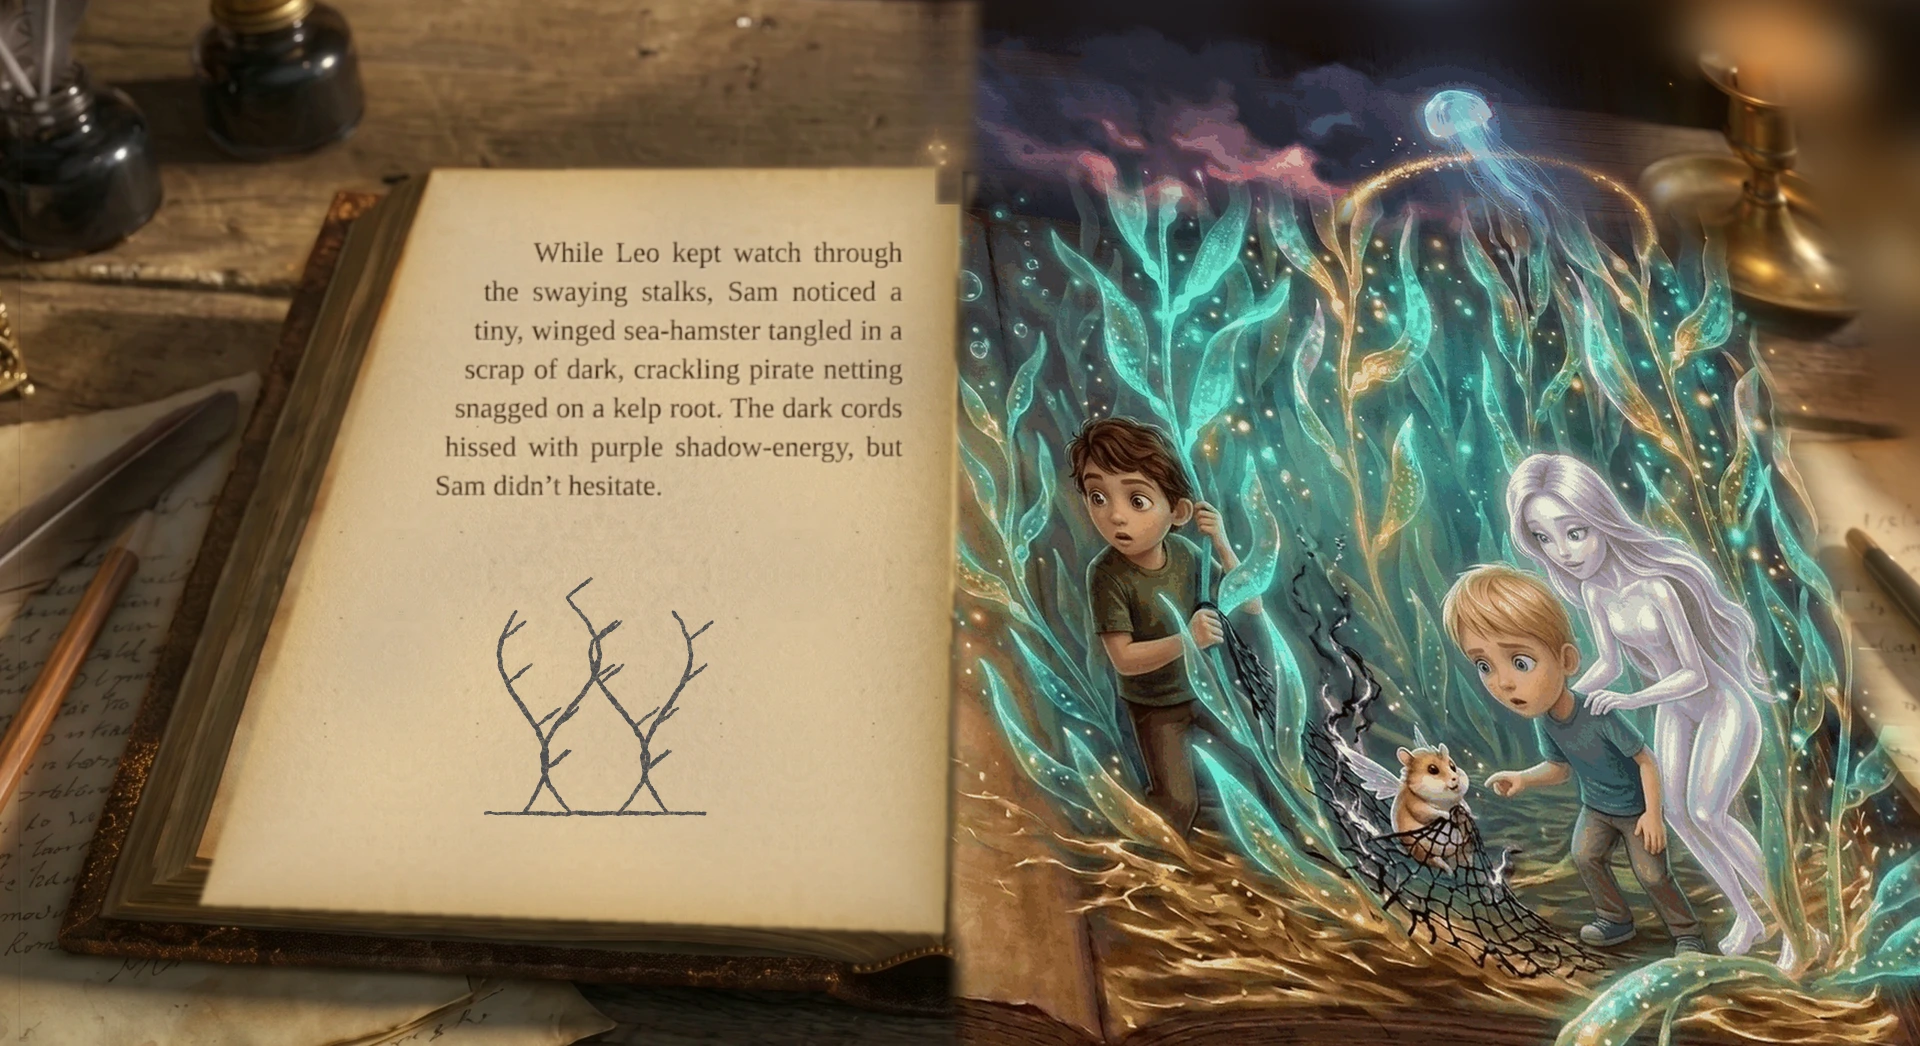 While Leo kept watch through
the swaying stalks, Sam noticed a
tiny, winged sea-hamster tangled in a
scrap of dark, crackling pirate netting
snagged on a kelp root. The dark cords
hissed with purple shadow-energy, but
Sam didn’t hesitate.